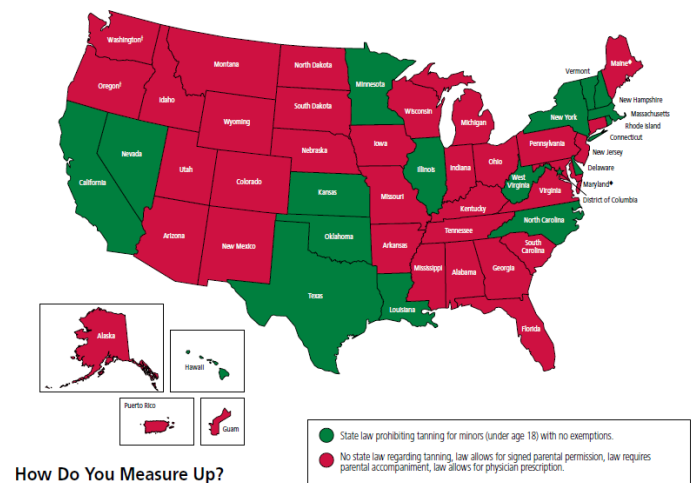 Washington‡
Oregon‡
Montana
Idaho
North Dakota
South Dakota
Wyoming
Minnesota
Wisconsin
Michigan
Maine♦
Vermont
New Hampshire
Massachusetts
Rhode Island
Connecticut
New York
New Jersey
Pennsylvania
Delaware
Maryland♦
District of Columbia
West
Virginia
Virginia
Ohio
Indiana
Illinois
Iowa
Nebraska
Nevada
California
Utah
Colorado
Kansas
Missouri
Kentucky
Tennessee
North Carolina
South
Carolina
Arizona
New Mexico
Oklahoma
Arkansas
Mississippi
Alabama
Georgia
Texas
Louisiana
Florida
Alaska
Hawaii
Puerto Rico
Guam
State law prohibiting tanning for minors (under age 18) with no exemptions.
No state law regarding tanning, law allows for signed parental permission, law requires
parental accompaniment, law allows for physician prescription.
How Do You Measure Up?